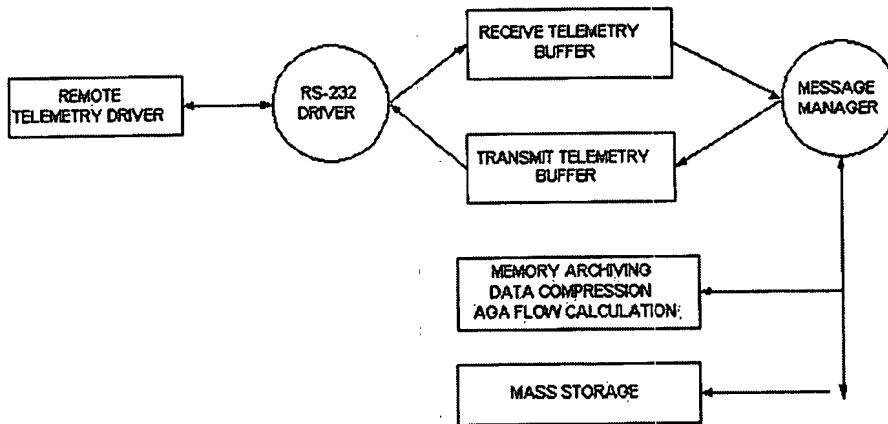 RECEIVE TELEMETRY
BUFFER
REMOTE
TELEMETRY DRIVER
RS-232
DRIVER
MESSAGE
MANAGER
TRANSMIT TELEMETRY
BUFFER
MEMORY ARCHIVING
DATA COMPRESSION
AGA FLOW CALCULATION
MASS STORAGE